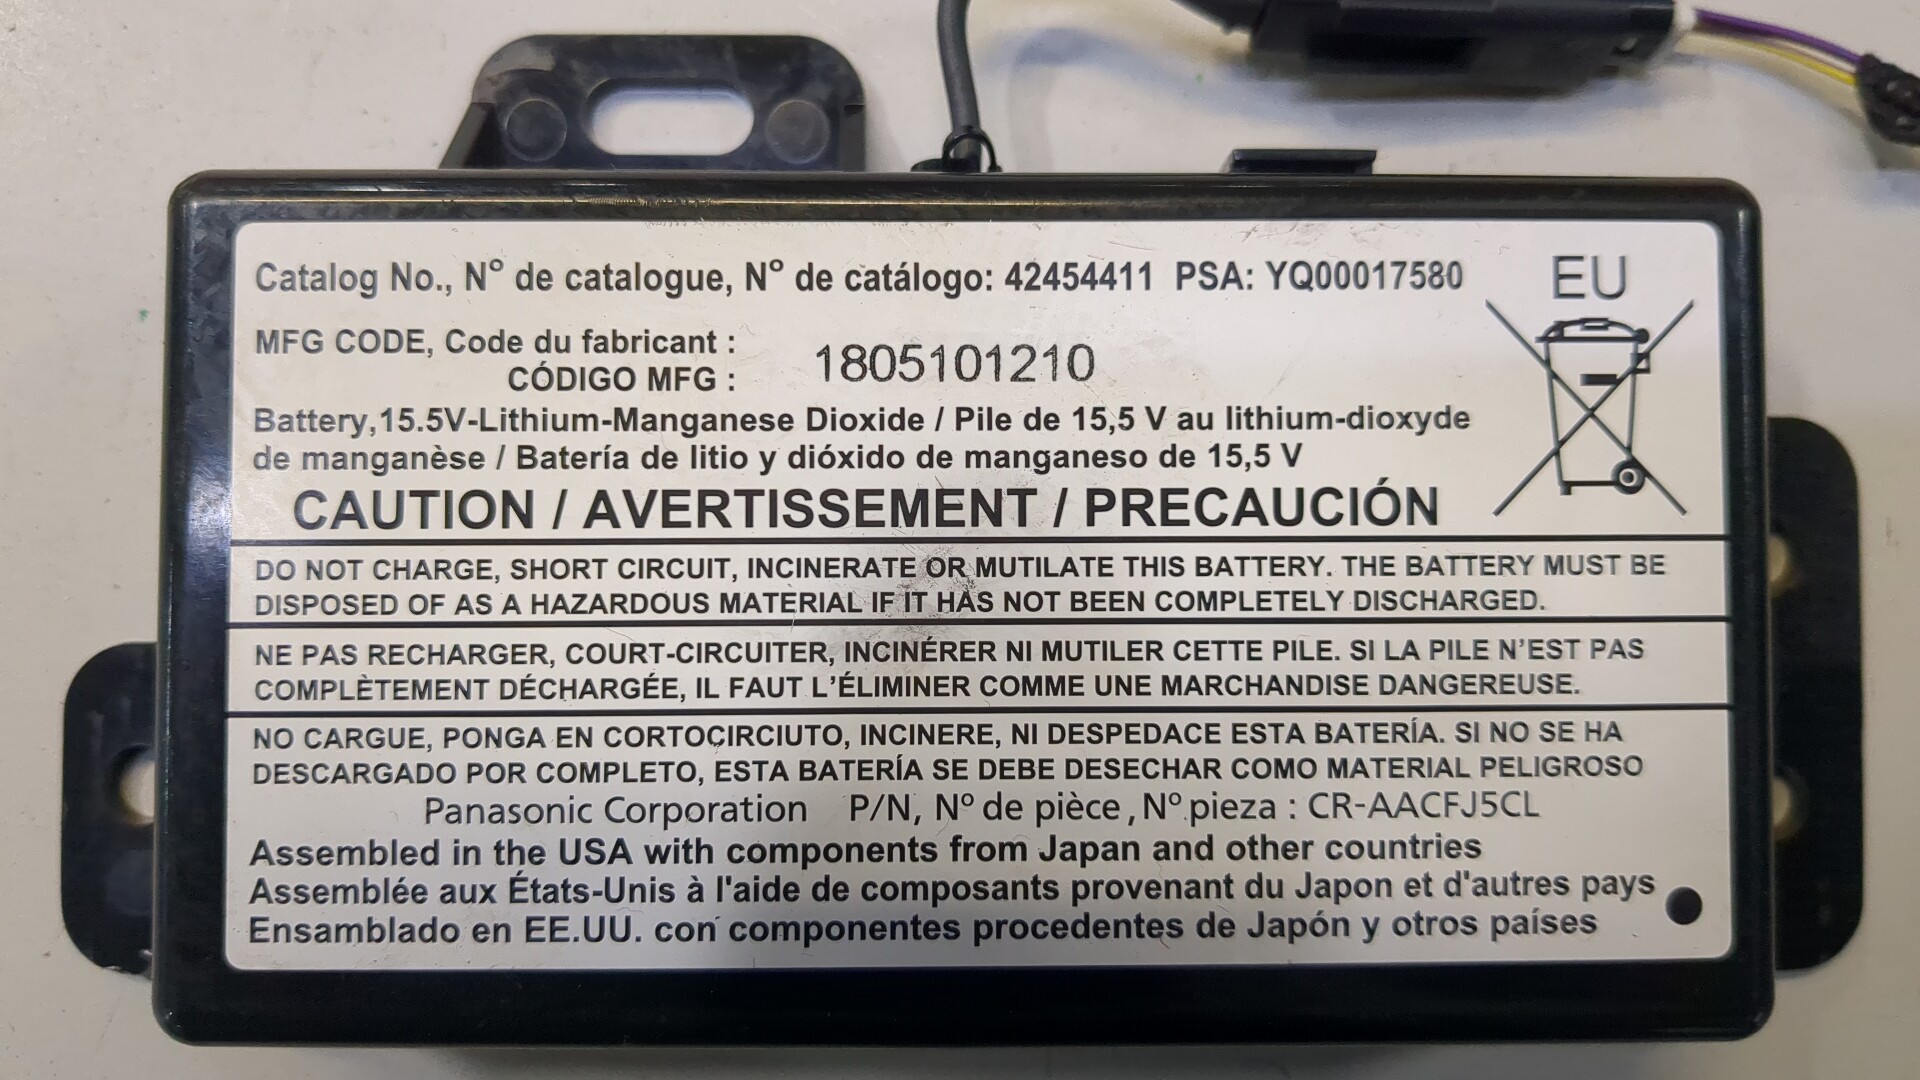 Catalog No., Nº de catalogue, Nº de catálogo: 42454411 PSA: YQ00017580
EU
MFG CODE, Code du fabricant :
CÓDIGO MFG :
1805101210
Battery,15.5V-Lithium-Manganese Dioxide / Pile de 15,5 V au lithium-dioxyde
de manganèse / Batería de litio y dióxido de manganeso de 15,5 V
CAUTION / AVERTISSEMENT / PRECAUCIÓN
DO NOT CHARGE, SHORT CIRCUIT, INCINERATE OR MUTILATE THIS BATTERY. THE BATTERY MUST BE
DISPOSED OF AS A HAZARDOUS MATERIAL IF IT HAS NOT BEEN COMPLETELY DISCHARGED.
NE PAS RECHARGER, COURT-CIRCUITER, INCINÉRER NI MUTILER CETTE PILE. SI LA PILE N'EST PAS
COMPLÈTEMENT DÉCHARGÉE, IL FAUT L'ÉLIMINER COMME UNE MARCHANDISE DANGEREUSE.
NO CARGUE, PONGA EN CORTOCIRCIUTO, INCINERE, NI DESPEDACE ESTA BATERÍA. SI NO SE HA
DESCARGADO POR COMPLETO, ESTA BATERÍA SE DEBE DESECHAR COMO MATERIAL PELIGROSO
Panasonic Corporation P/N, Nº de pièce, Nº pieza : CR-AACFJ5CL
Assembled in the USA with components from Japan and other countries
Assemblée aux États-Unis à l'aide de composants provenant du Japon et d'autres pays
Ensamblado en EE.UU. con componentes procedentes de Japón y otros países